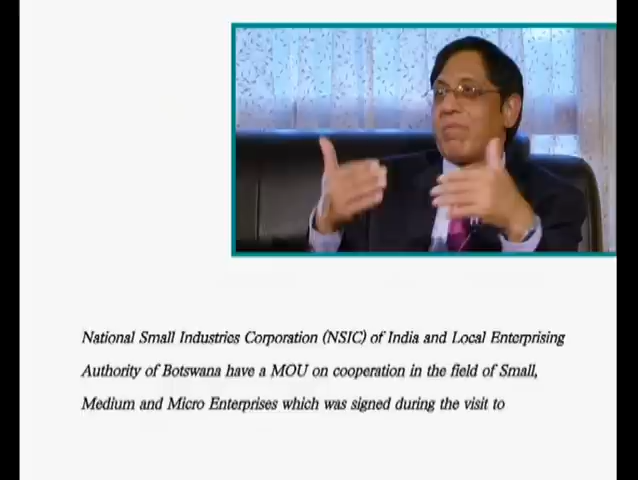 National Small Industries Corporation (NSIC) of India and Local Enterprising
Authority of Botswana have a MOU on cooperation in the field of Small,
Medium and Micro Enterprises which was signed during the visit to